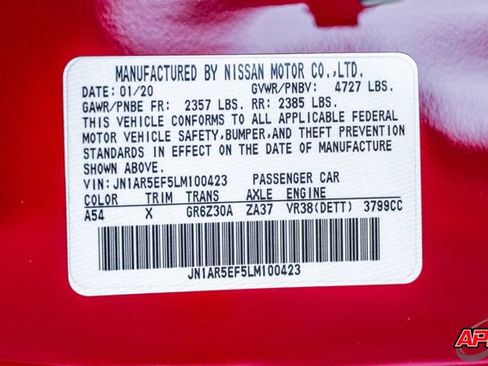 MANUFACTURED BY NISSAN MOTOR CO.,LTD.
DATE: 01/20 GVWR/PNBV: 4727 LBS.
GAWR/PNBE FR: 2357 LBS. RR: 2385 LBS.
THIS VEHICLE CONFORMS TO ALL APPLICABLE FEDERAL
MOTOR VEHICLE SAFETY,BUMPER,AND THEFT PREVENTION
STANDARDS IN EFFECT ON THE DATE OF MANUFACTURE
SHOWN ABOVE.
VIN: JN1AR5EF5LM100423 PASSENGER CAR
COLOR TRIM TRANS AXLE ENGINE
A54 X GR6Z30A ZA37 VR38(DETT) 3799CC
JN1AR5EF5LM100423